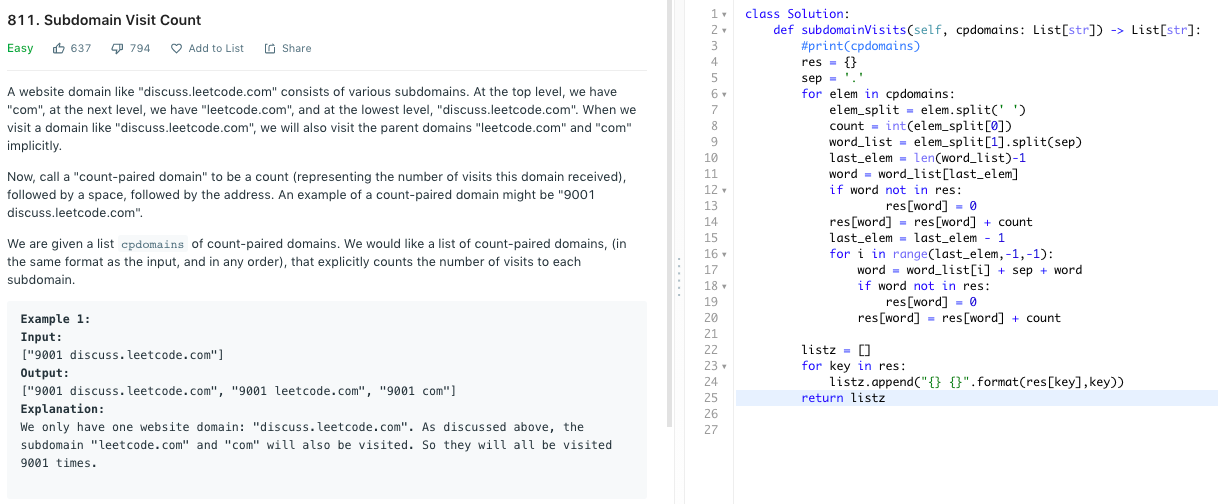 811. Subdomain Visit Count
Easy 637 794 Add to List Share
A website domain like "discuss.leetcode.com" consists of various subdomains. At the top level, we have
"com", at the next level, we have "leetcode.com", and at the lowest level, "discuss.leetcode.com". When we
visit a domain like "discuss.leetcode.com", we will also visit the parent domains "leetcode.com" and "com"
implicitly.
Now, call a "count-paired domain" to be a count (representing the number of visits this domain received),
followed by a space, followed by the address. An example of a count-paired domain might be "9001
discuss.leetcode.com".
We are given a list cpdomains of count-paired domains. We would like a list of count-paired domains, (in
the same format as the input, and in any order), that explicitly counts the number of visits to each
subdomain.
Example 1:
Input:
["9001 discuss.leetcode.com"]
Output:
["9001 discuss.leetcode.com", "9001 leetcode.com", "9001 com"]
Explanation:
We only have one website domain: "discuss.leetcode.com". As discussed above, the
subdomain "leetcode.com" and "com" will also be visited. So they will all be visited
9001 times.
1 class Solution:
2 def subdomainVisits(self, cpdomains: List[str]) -> List[str]:
3 #print(cpdomains)
4 res = {}
5 sep = '.'
6 for elem in cpdomains:
7 elem_split = elem.split(' ')
8 count = int(elem_split[0])
9 word_list = elem_split[1].split(sep)
10 last_elem = len(word_list)-1
11 word = word_list[last_elem]
12 if word not in res:
13 res[word] = 0
14 res[word] = res[word] + count
15 last_elem = last_elem - 1
16 for i in range(last_elem,-1,-1):
17 word = word_list[i] + sep + word
18 if word not in res:
19 res[word] = 0
20 res[word] = res[word] + count
21
22 listz = []
23 for key in res:
24 listz.append("{} {}".format(res[key],key))
25 return listz
26
27